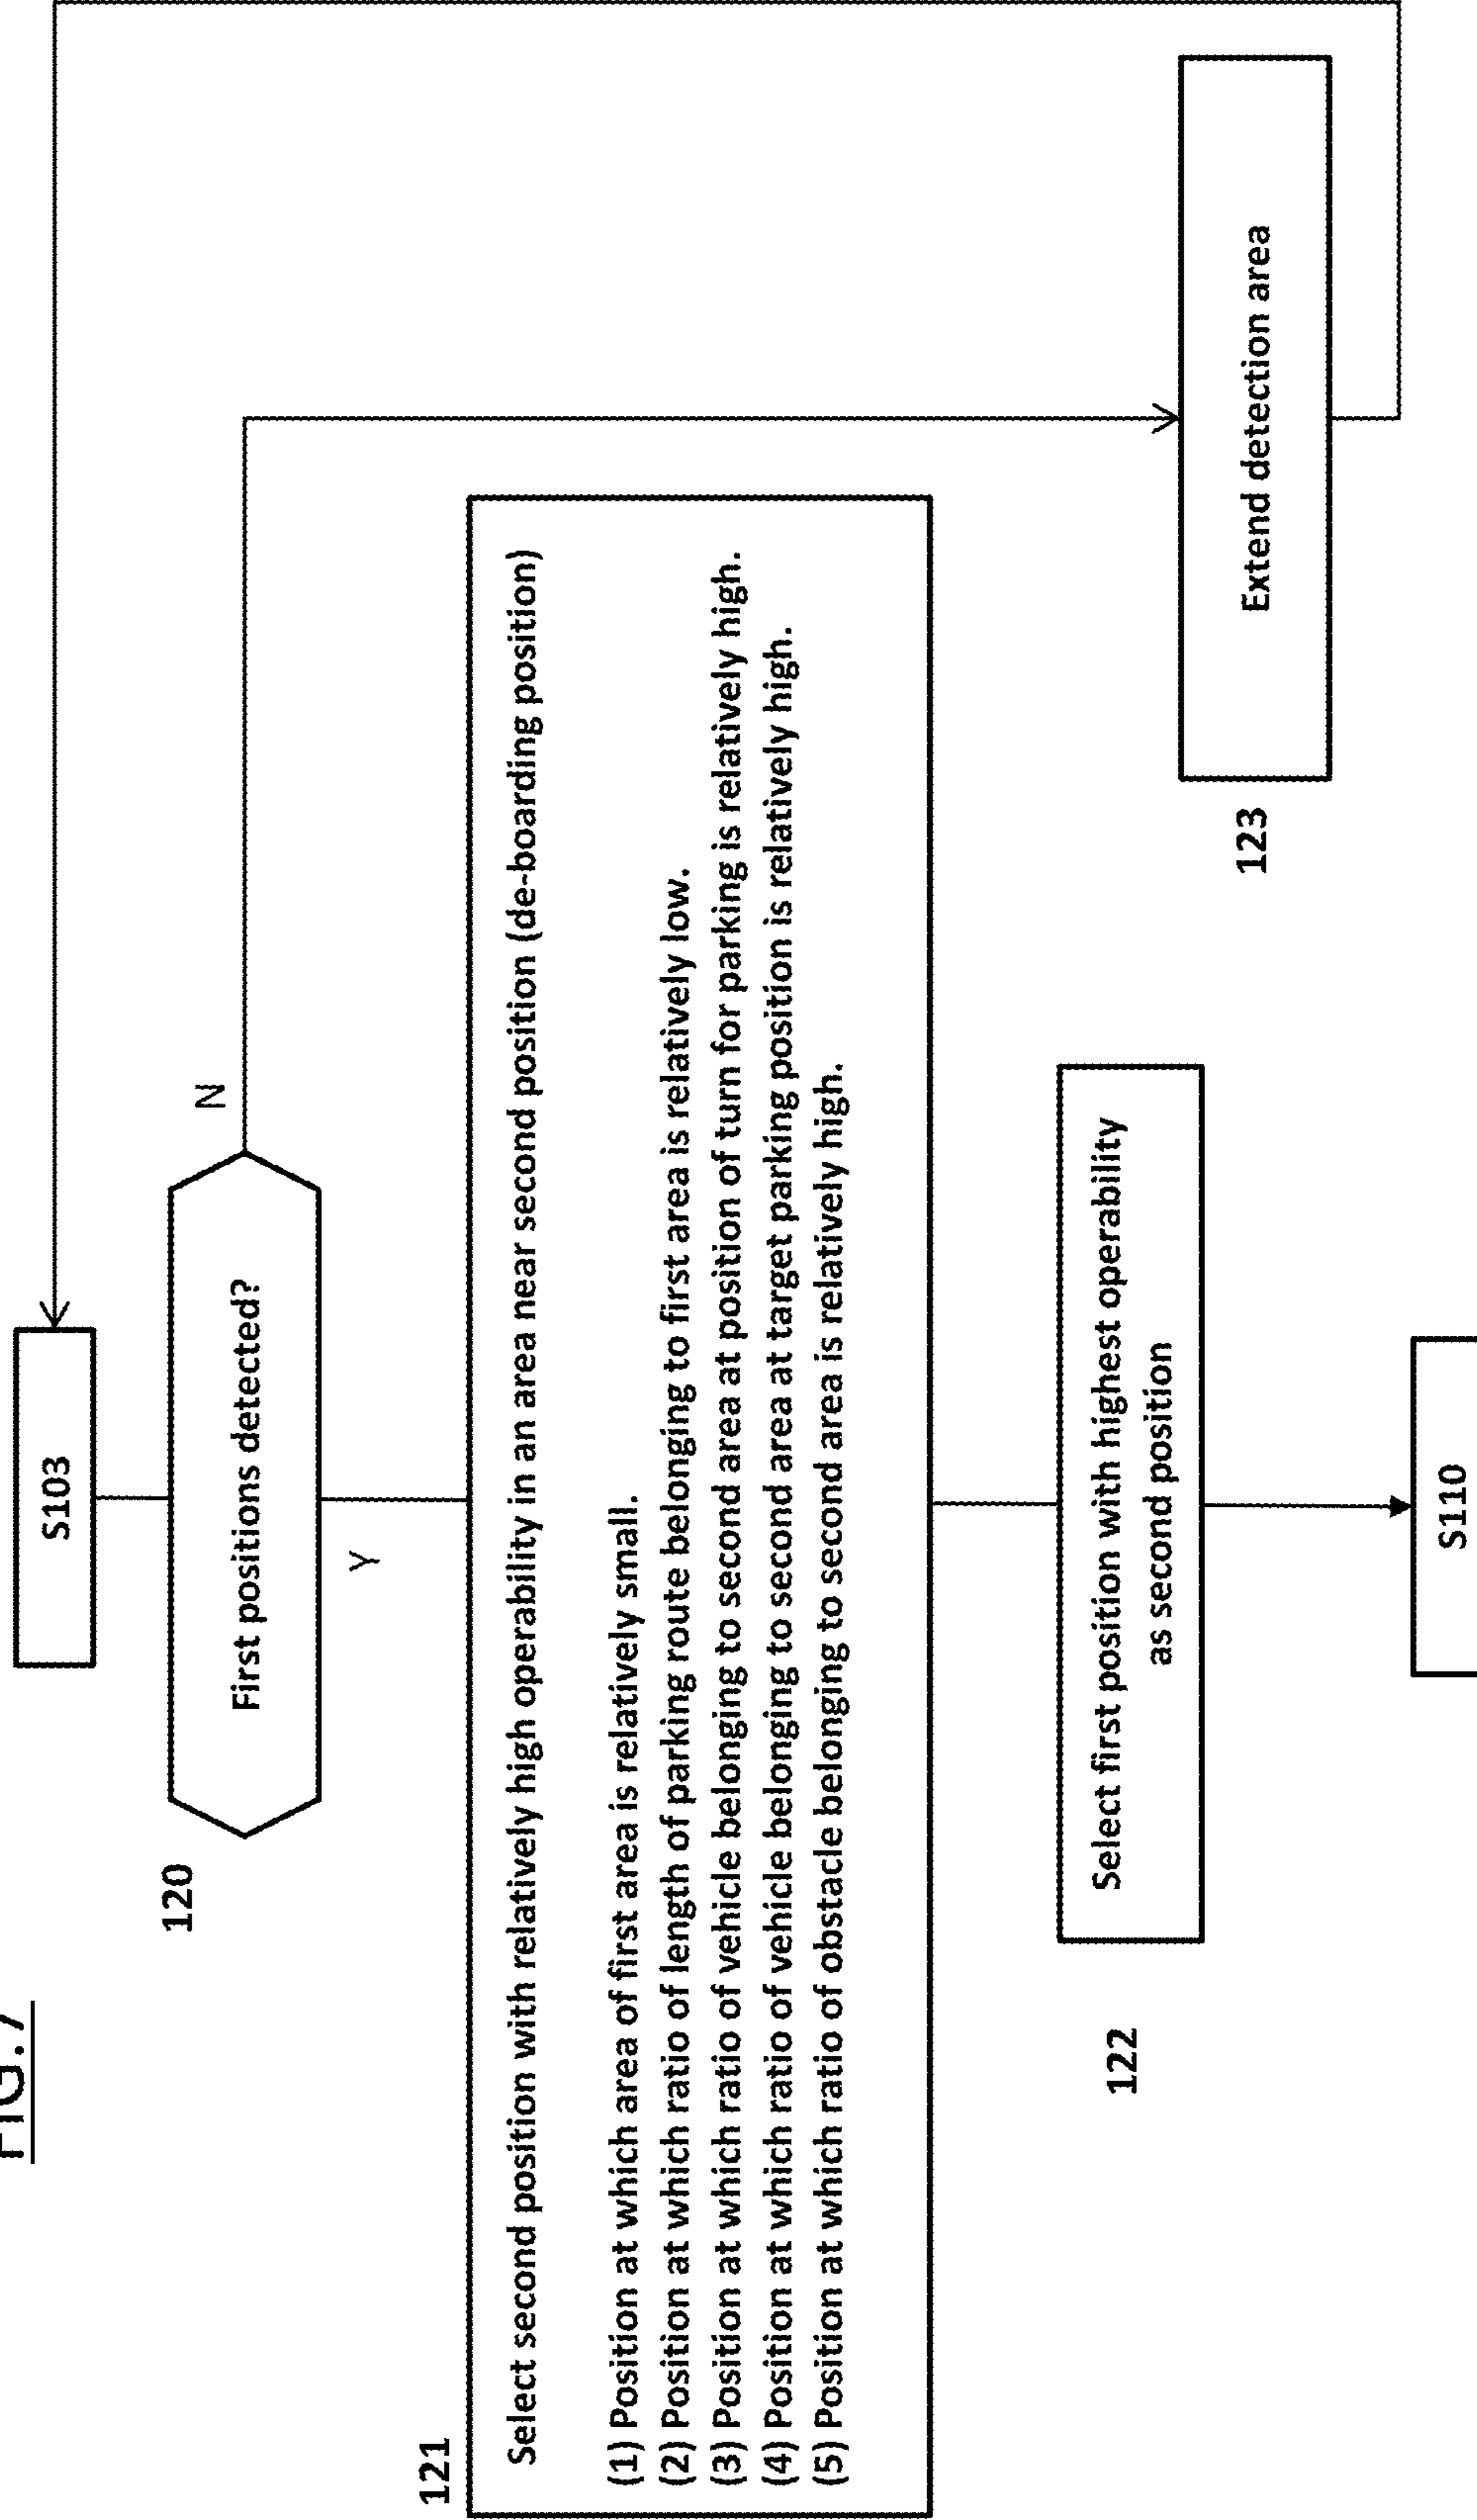 FIG.7
S103
120
First positions detected?
N
Y
121
Select second position with relatively high operability in an area near second position (de-boarding position)
(1) Position at which area of first area is relatively small.
(2) Position at which ratio of length of parking route belonging to first area is relatively low.
(3) Position at which ratio of vehicle belonging to second area at position of turn for parking is relatively high.
(4) Position at which ratio of vehicle belonging to second area at target parking position is relatively high.
(5) Position at which ratio of obstacle belonging to second area is relatively high.
122
Select first position with highest operability
as second position
123
Extend detection area
S110